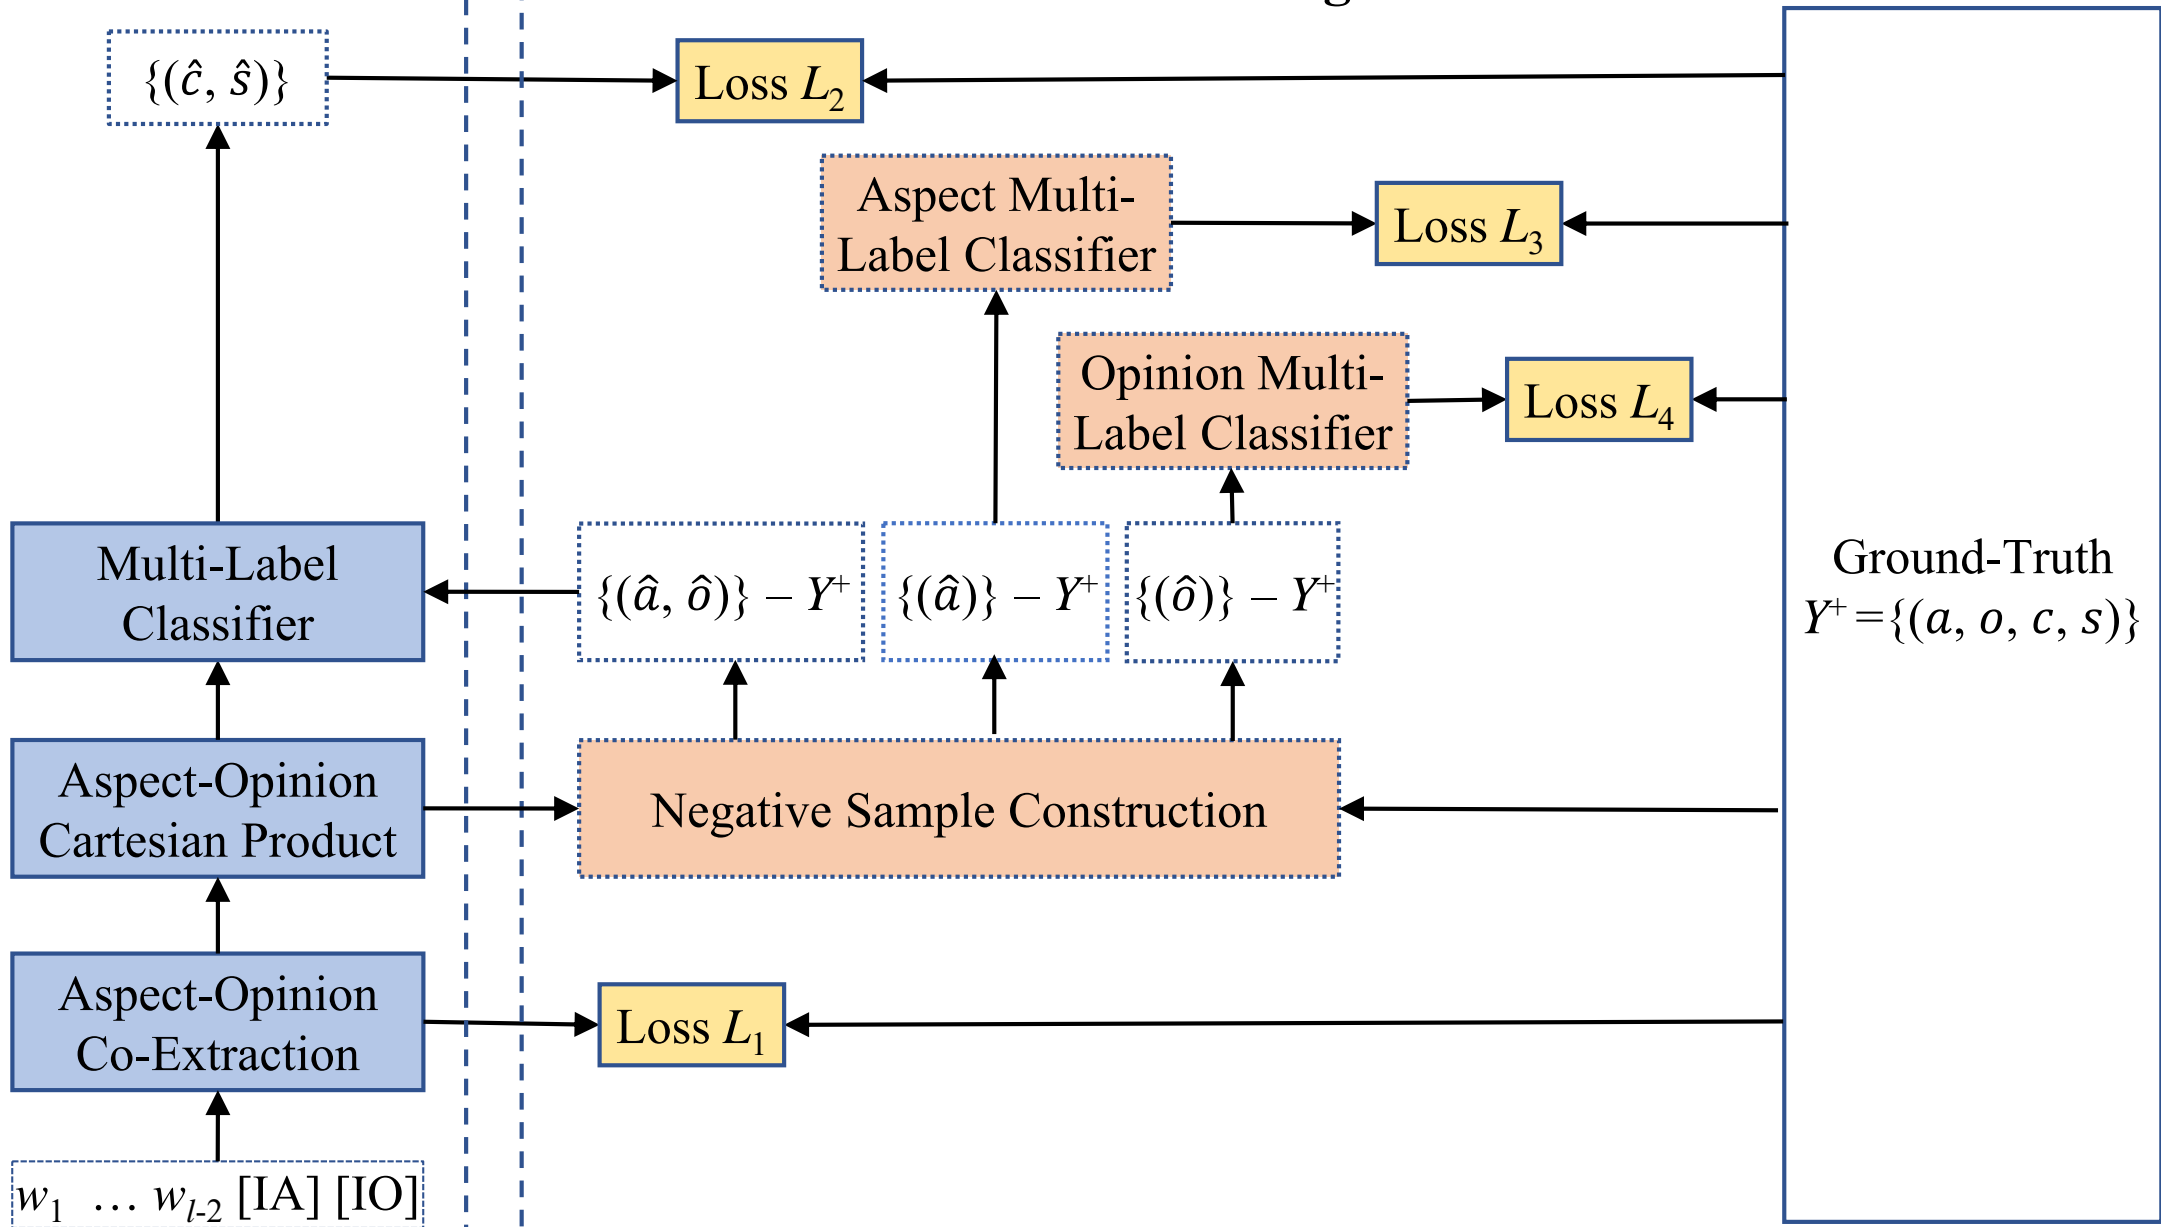 {(ĉ, ŝ)}
Loss L₂
Aspect Multi-
Label Classifier
Loss L₃
Opinion Multi-
Label Classifier
Loss L₄
Multi-Label
Classifier
{(â, ô)} – Y⁺
{(â)} – Y⁺
{(ô)} – Y⁺
Ground-Truth
Y⁺={(a, o, c, s)}
Aspect-Opinion
Cartesian Product
Negative Sample Construction
Aspect-Opinion
Co-Extraction
Loss L₁
w₁ … wₗ₋₂ [IA] [IO]